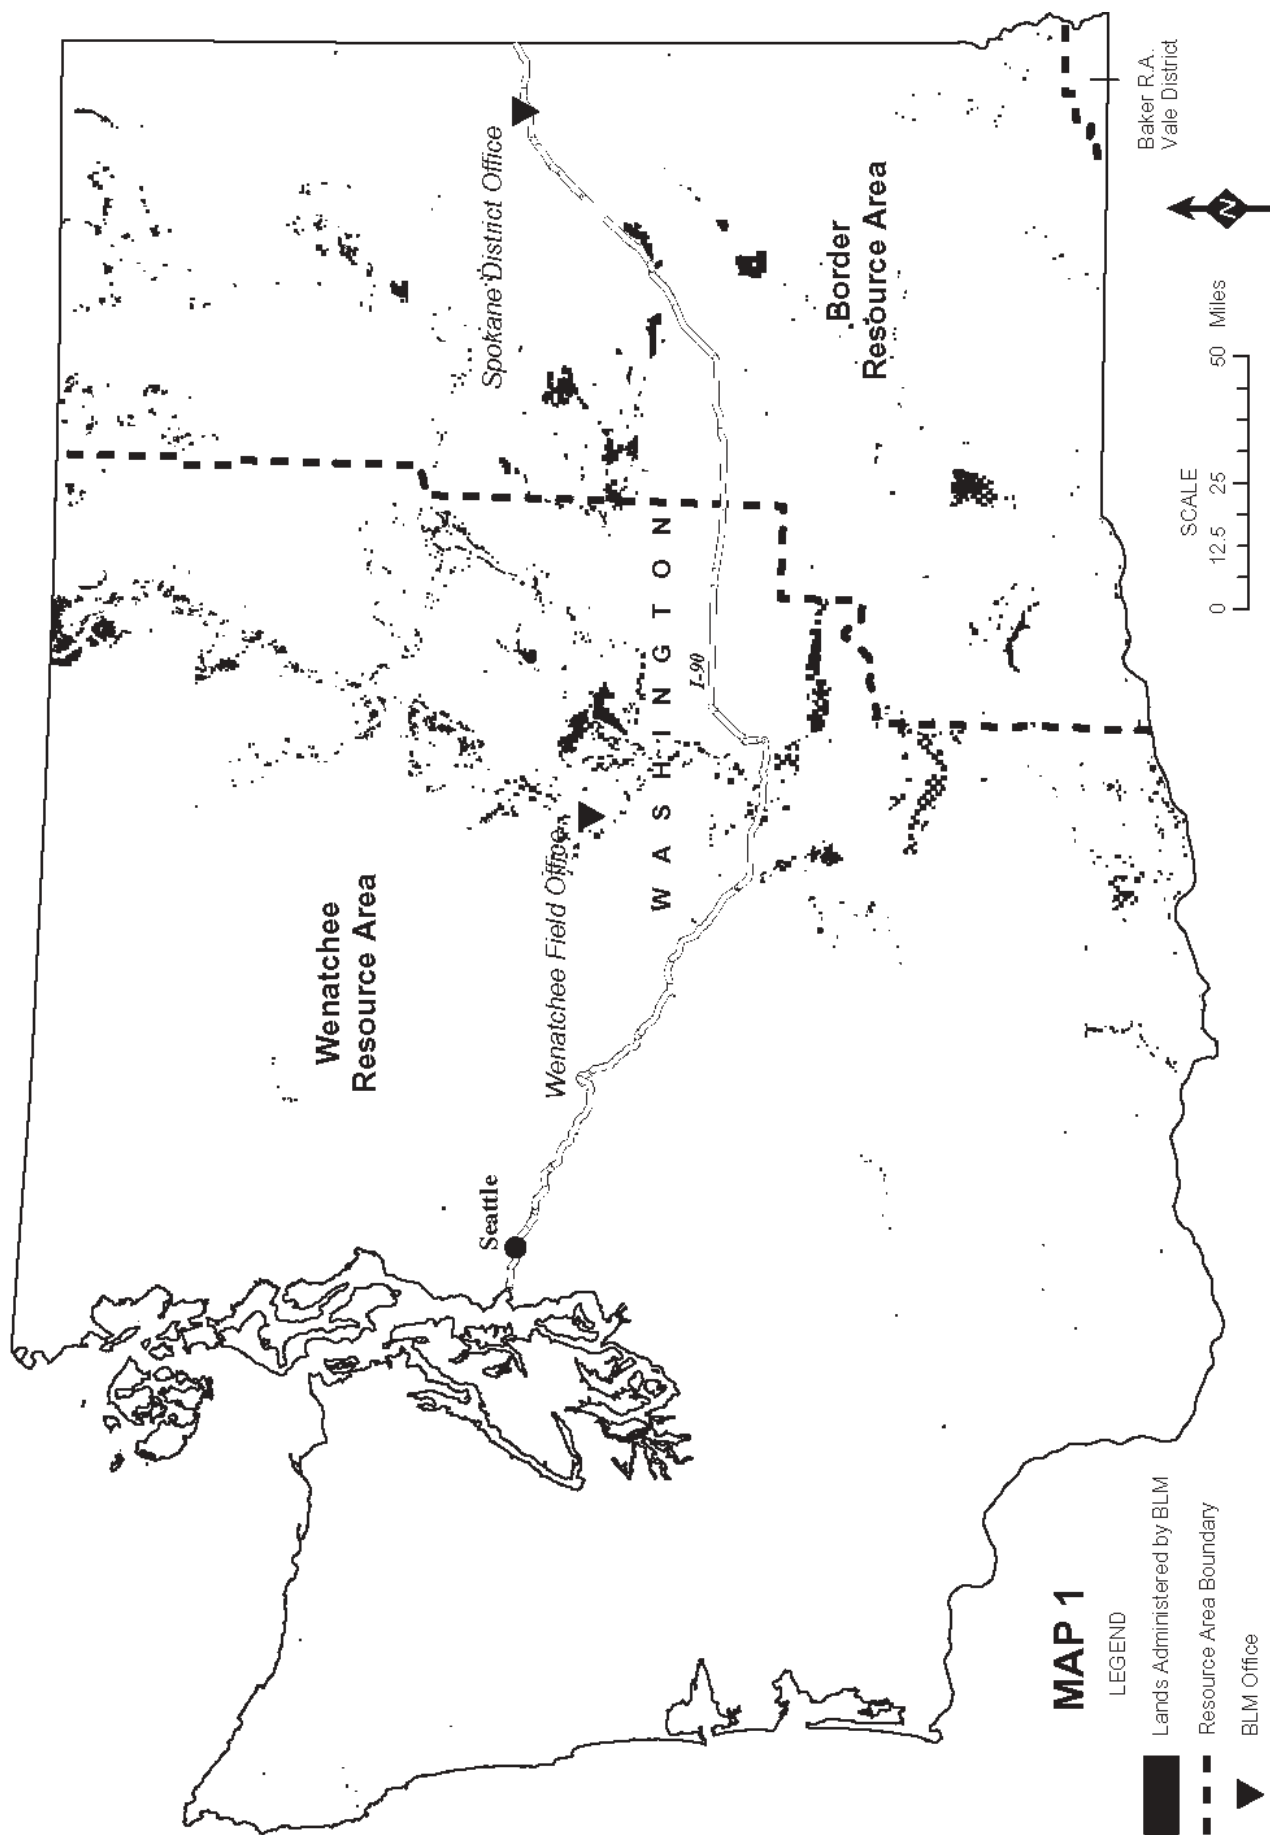 Wenatchee
Resource Area
Spokane District Office
Wenatchee Field Office
Seattle
WASHINGTON
I-90
Border
Resource Area
Baker R.A.
Vale District
MAP 1
LEGEND
Lands Administered by BLM
Resource Area Boundary
BLM Office
SCALE
0 12.5 25 50 Miles
N